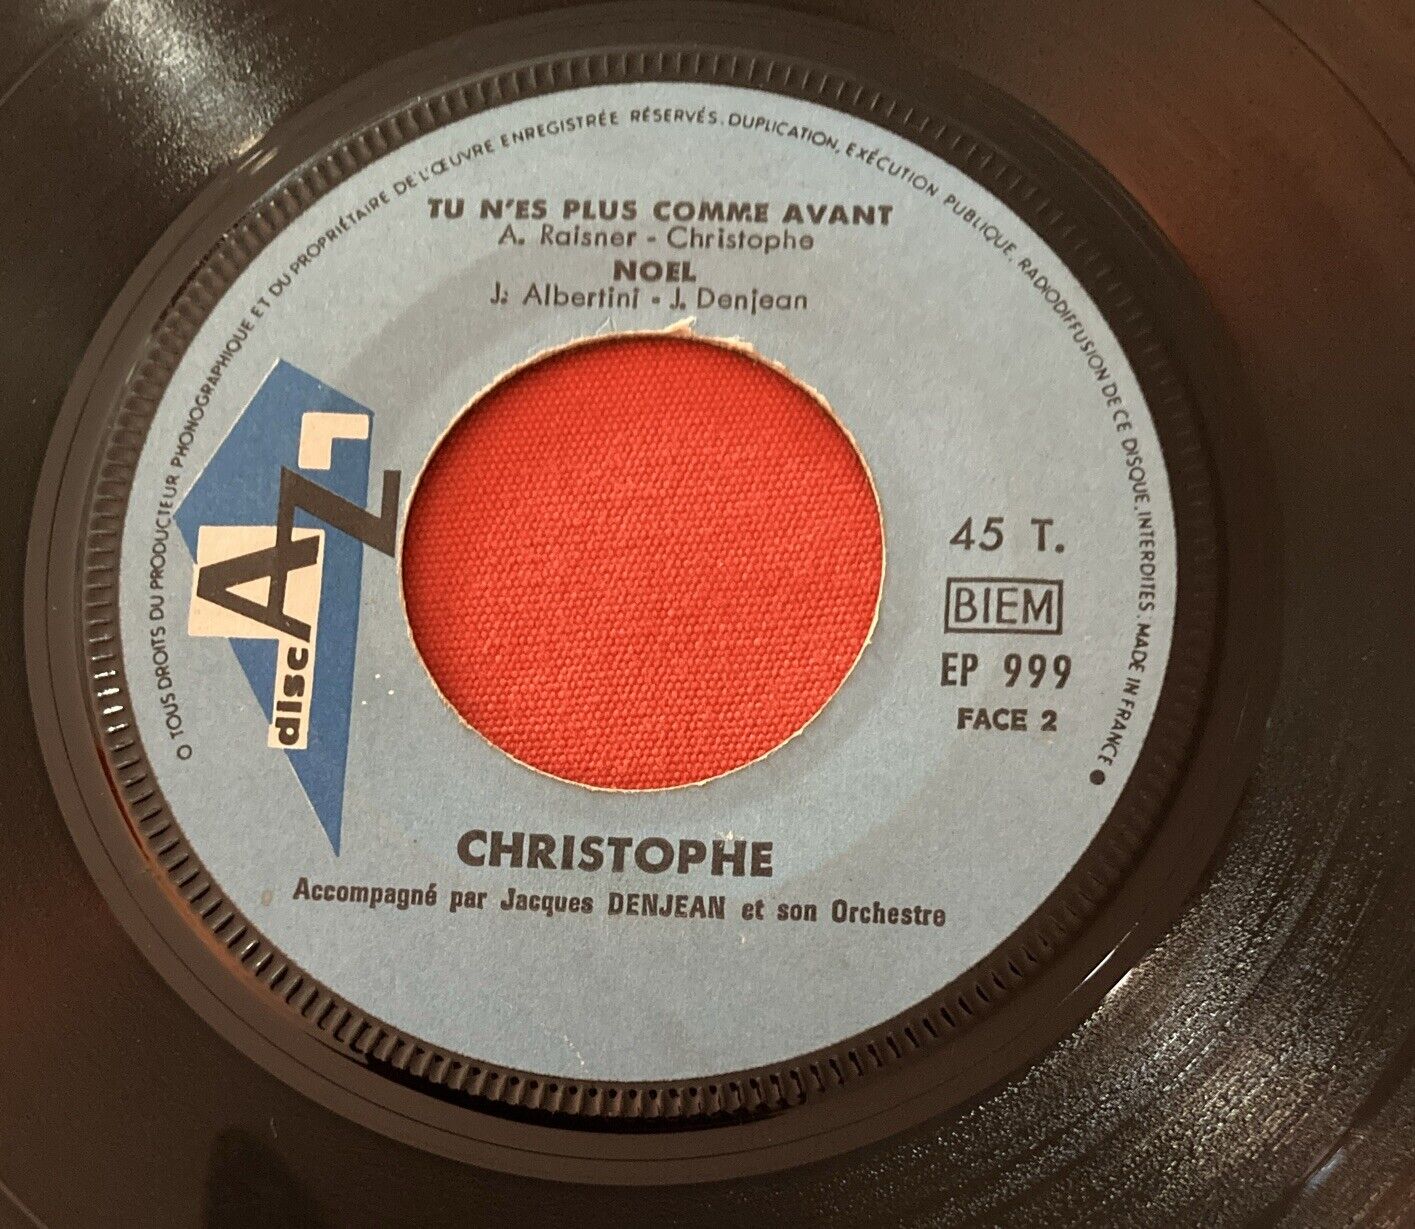 O TOUS DROITS DU PRODUCTEUR PHONOGRAPHIQUE ET DU PROPRIÉTAIRE DE L'ŒUVRE ENREGISTRÉE RÉSERVÉS. DUPLICATION, EXÉCUTION PUBLIQUE, RADIODIFFUSION DE CE DISQUE, INTERDITES. MADE IN FRANCE ●
TU N'ES PLUS COMME AVANT
A. Raisner - Christophe
NOEL
J. Albertini - J. Denjean
disc AZ
45 T.
BIEM
EP 999
FACE 2
CHRISTOPHE
Accompagné par Jacques DENJEAN et son Orchestre